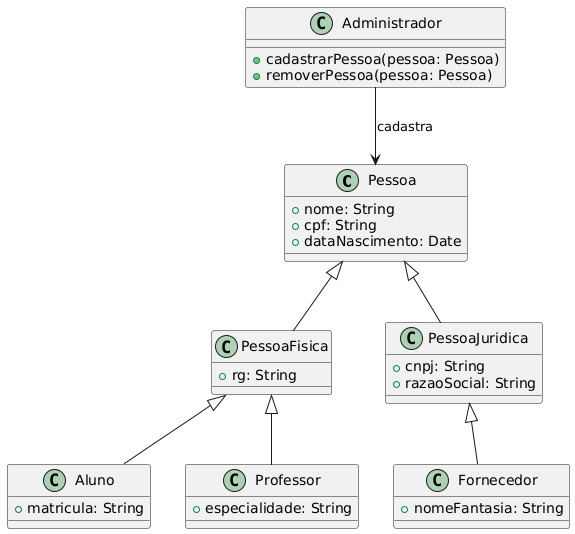 C Administrador
cadastrarPessoa(pessoa: Pessoa)
removerPessoa(pessoa: Pessoa)
cadastra
C Pessoa
nome: String
cpf: String
dataNascimento: Date
C PessoaFisica
rg: String
C PessoaJuridica
cnpj: String
razaoSocial: String
C Aluno
matricula: String
C Professor
especialidade: String
C Fornecedor
nomeFantasia: String